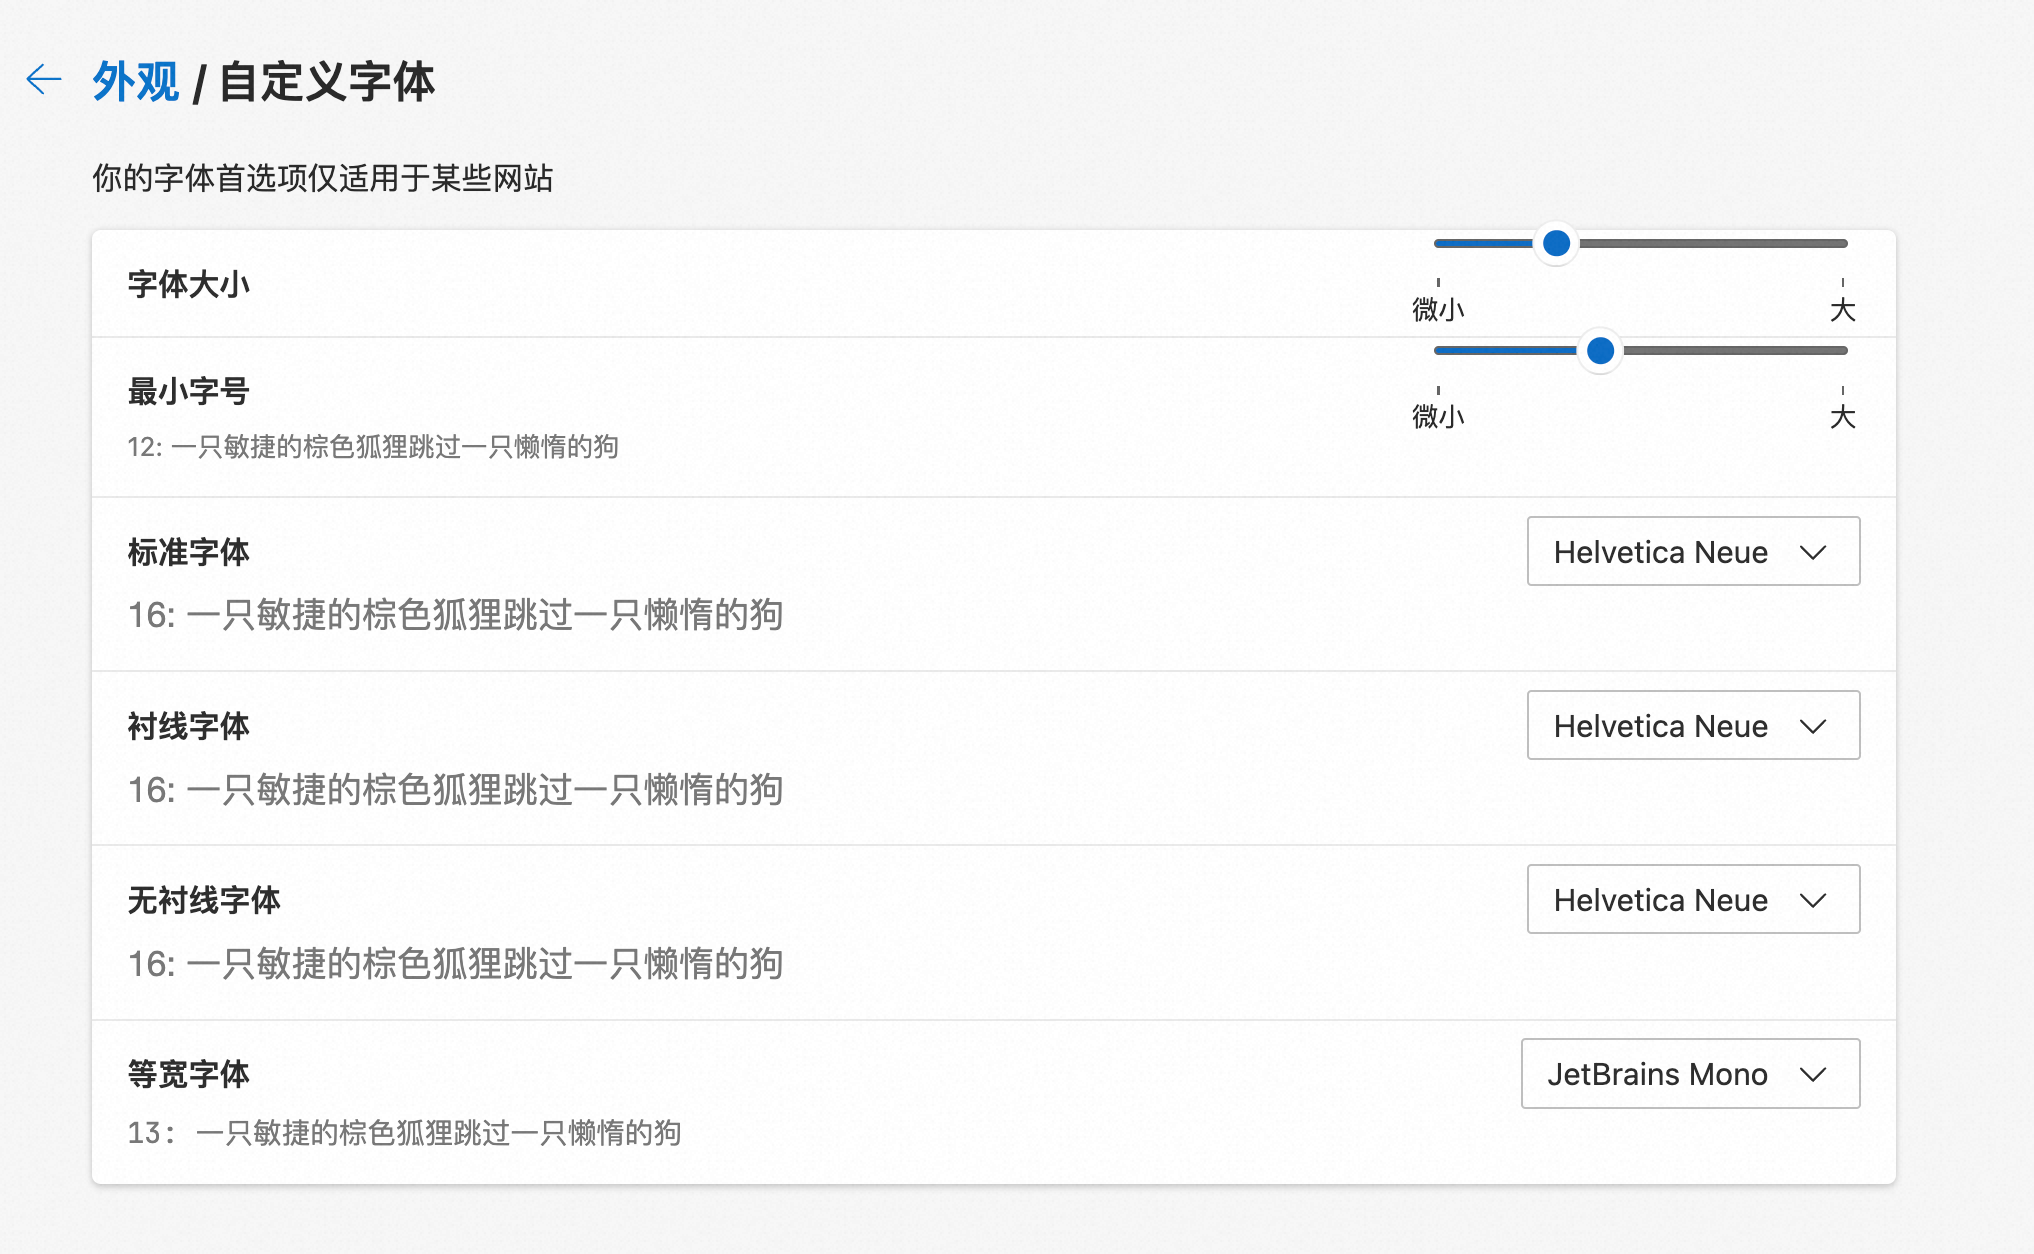 外观 / 自定义字体
你的字体首选项仅适用于某些网站
字体大小
微小 大
最小字号
微小 大
12: 一只敏捷的棕色狐狸跳过一只懒惰的狗
标准字体
Helvetica Neue
16: 一只敏捷的棕色狐狸跳过一只懒惰的狗
衬线字体
Helvetica Neue
16: 一只敏捷的棕色狐狸跳过一只懒惰的狗
无衬线字体
Helvetica Neue
16: 一只敏捷的棕色狐狸跳过一只懒惰的狗
等宽字体
JetBrains Mono
13: 一只敏捷的棕色狐狸跳过一只懒惰的狗